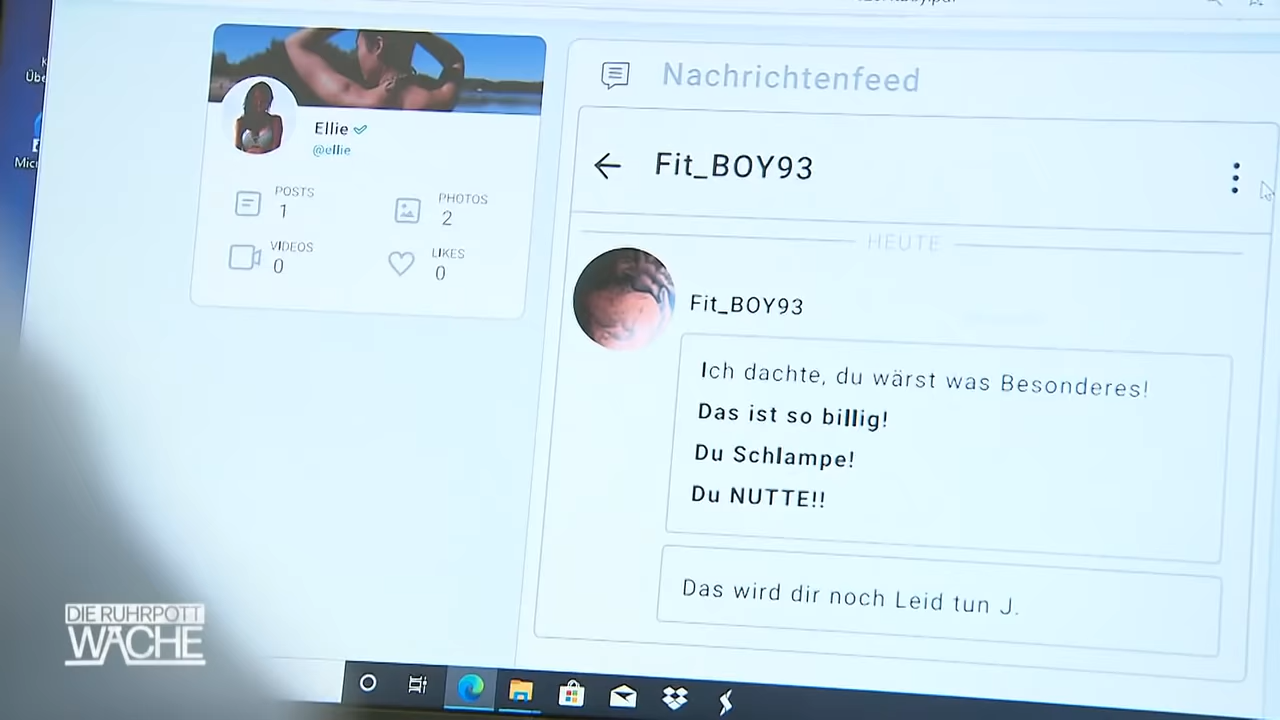 Nachrichtenfeed
Ellie
@ellie
POSTS
1
PHOTOS
2
VIDEOS
0
LIKES
0
Fit_BOY93
HEUTE
Fit_BOY93
Ich dachte, du wärst was Besonderes!
Das ist so billig!
Du Schlampe!
Du NUTTE!!
Das wird dir noch Leid tun J.
DIE RUHRPOTT
WACHE